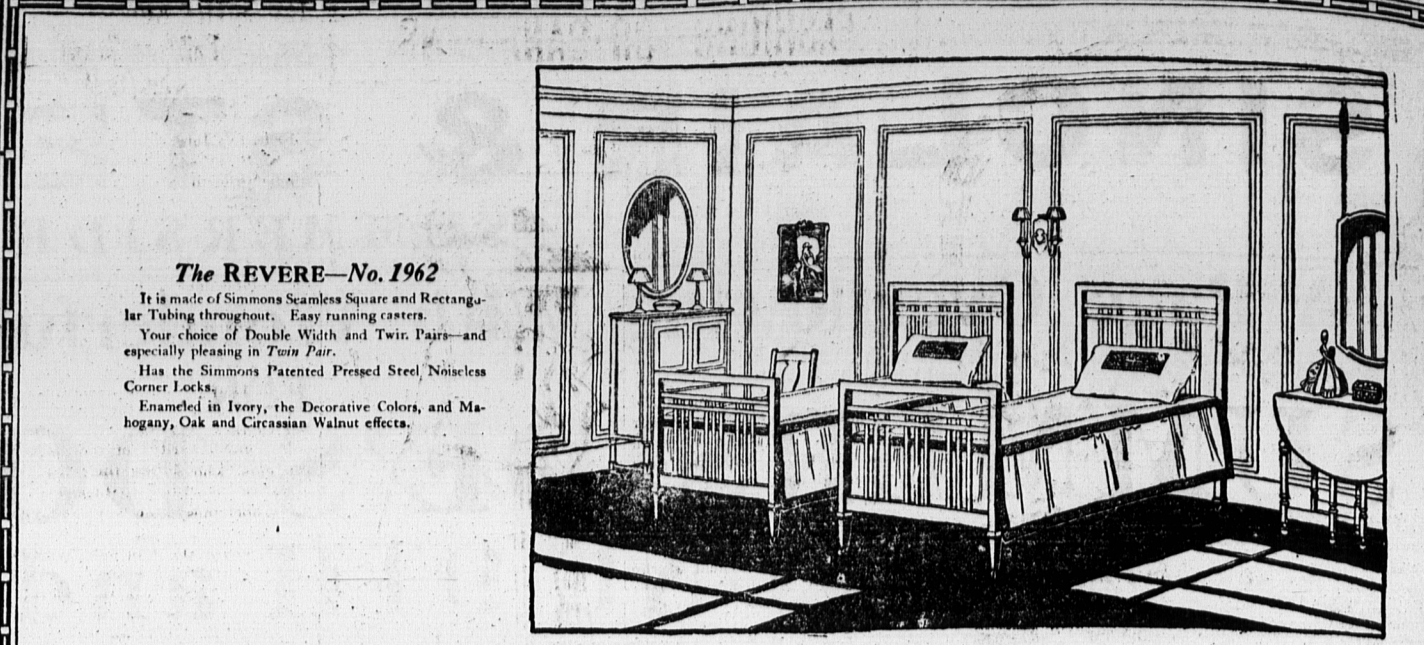 The REVERE—No. 1962
It is made of Simmons Seamless Square and Rectangu-
lar Tubing throughout. Easy running casters.
Your choice of Double Width and Twin Pairs—and
especially pleasing in Twin Pair.
Has the Simmons Patented Pressed Steel Noiseless
Corner Locks.
Enameled in Ivory, the Decorative Colors, and Ma-
hogany, Oak and Circassian Walnut effects.